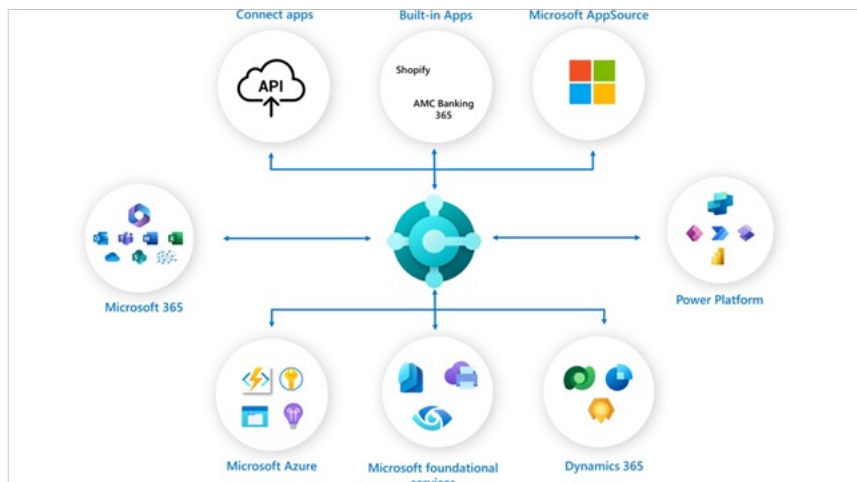 Connect apps
Built-in Apps
Microsoft AppSource
API
Shopify
AMC Banking
365
Microsoft 365
Power Platform
Microsoft Azure
Microsoft foundational
services
Dynamics 365